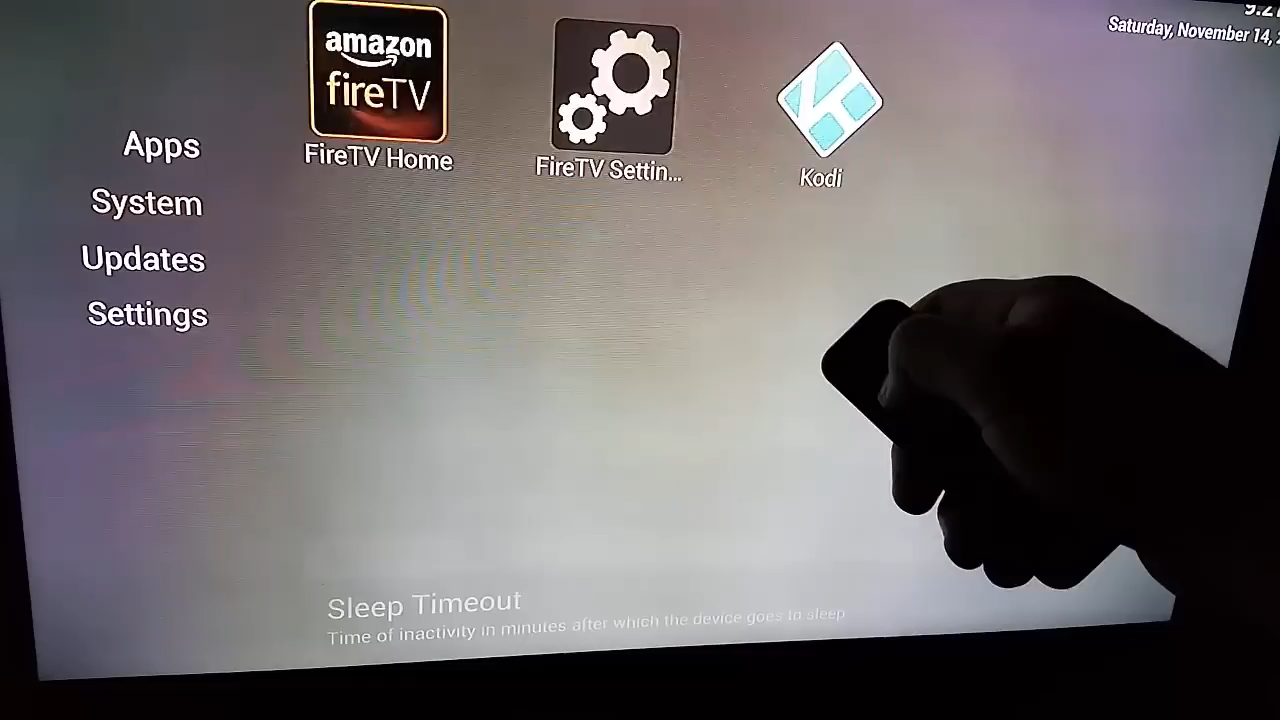 Saturday, November 14,
amazon
fireTV
FireTV Home
FireTV Settin...
Kodi
Apps
System
Updates
Settings
Sleep Timeout
Time of inactivity in minutes after which the device goes to sleep